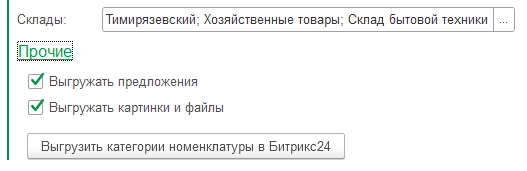 Склады: Тимирязевский; Хозяйственные товары; Склад бытовой техники ...
Прочие
Выгружать предложения
Выгружать картинки и файлы
Выгрузить категории номенклатуры в Битрикс24